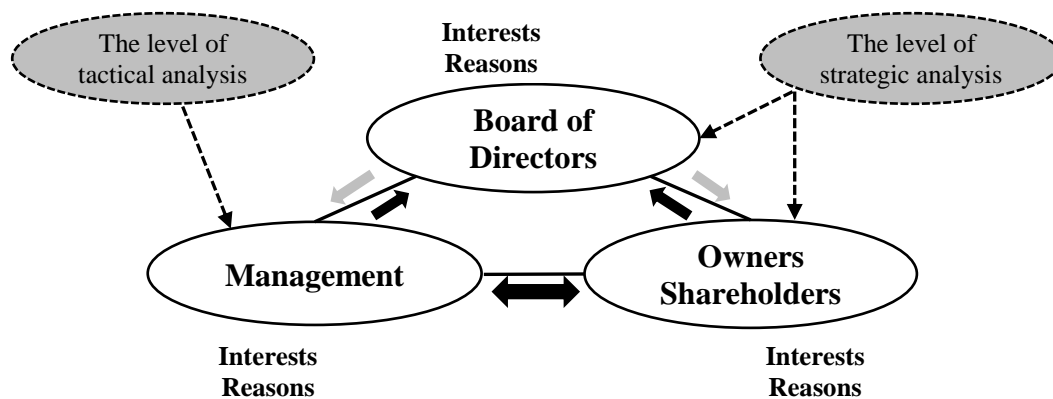 The level of
tactical analysis
Interests
Reasons
The level of
strategic analysis
Board of
Directors
Management
Owners
Shareholders
Interests
Reasons
Interests
Reasons